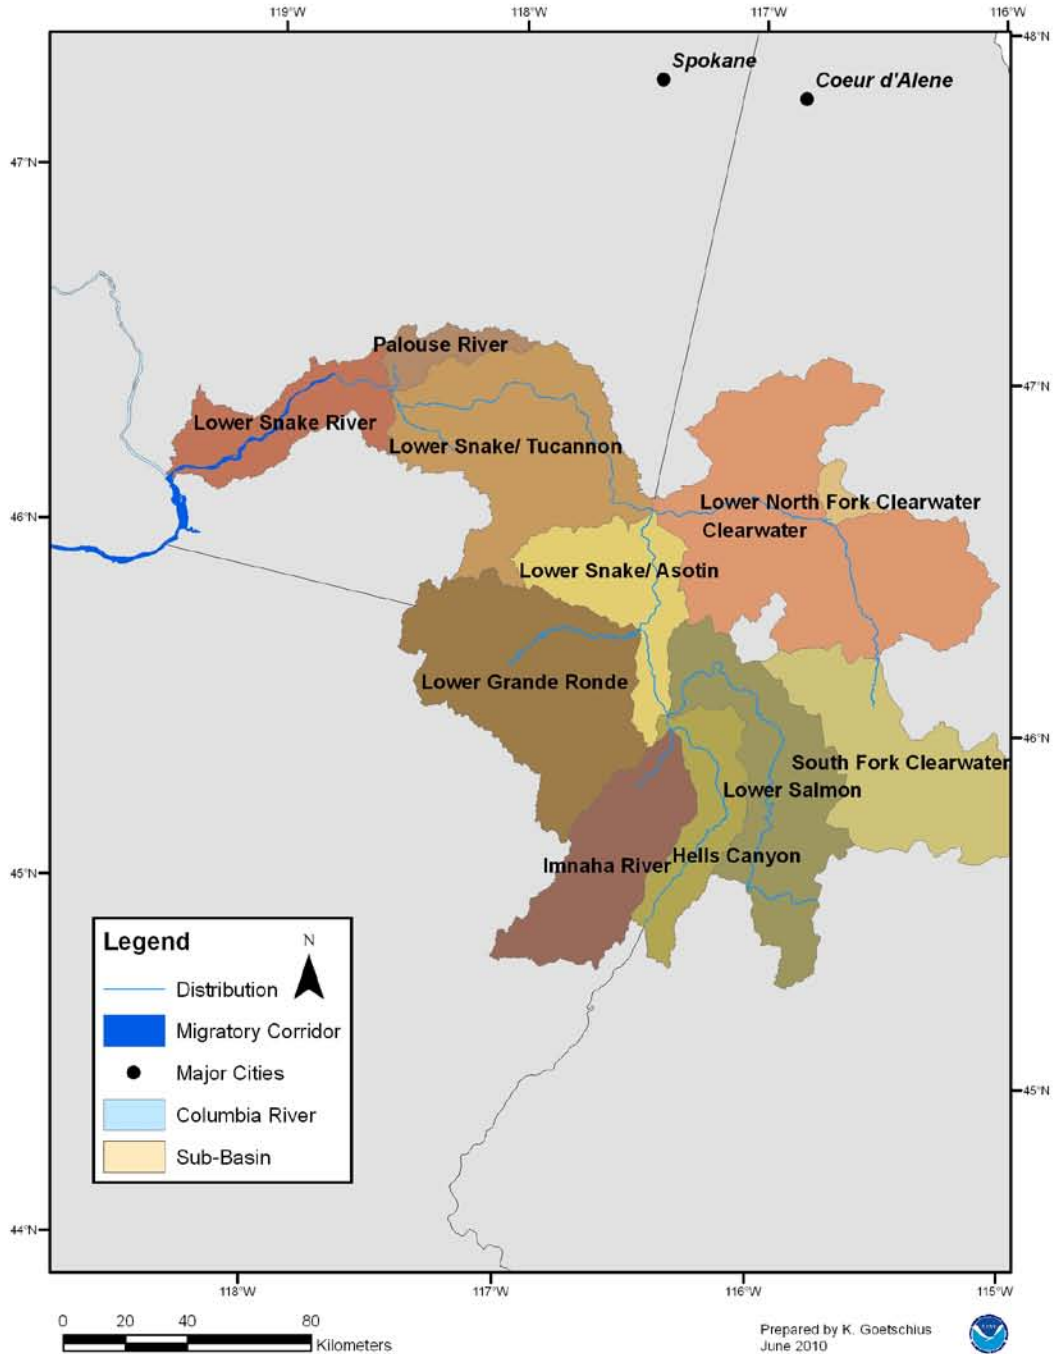 119°W 118°W 117°W 116°W
48°N
Spokane
Coeur d'Alene
47°N
Palouse River
47°N
Lower Snake River
Lower Snake/ Tucannon
Lower North Fork Clearwater
46°N
Clearwater
Lower Snake/ Asotin
Lower Grande Ronde
46°N
South Fork Clearwater
Lower Salmon
Hells Canyon
Imnaha River
45°N
Legend
N
Distribution
Migratory Corridor
Major Cities
45°N
Columbia River
Sub-Basin
44°N
118°W 117°W 116°W 115°W
0 20 40 80
Kilometers
Prepared by K. Goetschius
June 2010